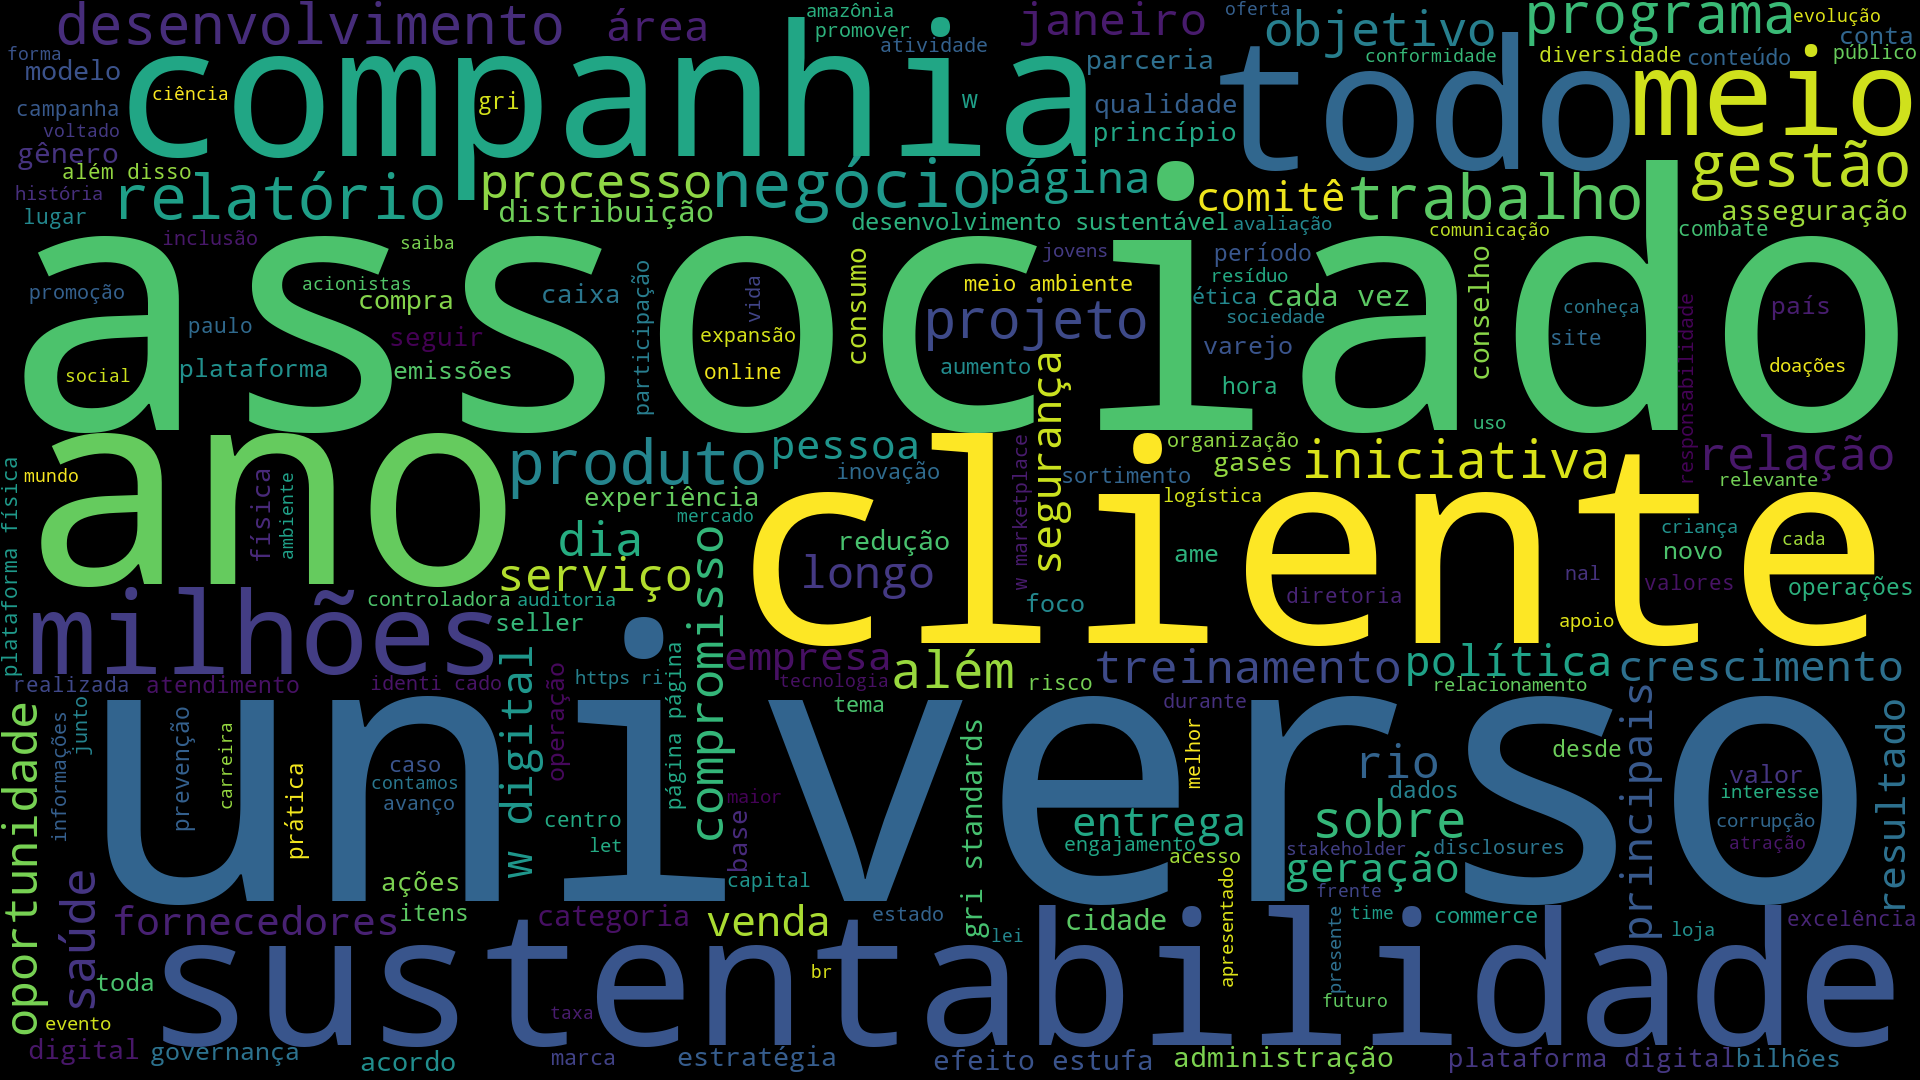 desenvolvimento
área
amazônia
promover
atividade
janeiro
oferta
objetivo
programa
evolução
conta
forma
modelo
companhia
parceria
todo
conformidade
diversidade
conteúdo
público
campanha
ciência
gri
w
qualidade
meio
voltado
princípio
gênero
além disso
relatório
processo
negócio
página
comitê
trabalho
gestão
história
lugar
distribuição
desenvolvimento sustentável
avaliação
comunicação
combate
asseguração
inclusão
saiba
associado
jovens
período
promoção
acionistas
compra
caixa
participação
vida
consumo
meio ambiente
resíduo
ética
cada vez
conselho
conheça
país
responsabilidade
paulo
seguir
expansão
projeto
sociedade
varejo
site
social
plataforma
emissões
online
aumento
hora
doações
uso
ano
produto
pessoa
inovação
w marketplace
segurança
organização
gases
sortimento
iniciativa
relação
relevante
plataforma física
mundo
física
ambiente
experiência
mercado
cliente
logística
criança
cada
dia
redução
ame
novo
serviço
longo
foco
diretoria
nal
valores
operações
milhões
controladora
auditoria
seller
compromisso
apoio
https ri
página página
empresa
tecnologia
além
risco
treinamento
política
relacionamento
crescimento
realizada
atendimento
identi cado
w digital
operação
tema
durante
oportunidade
informações
junto
universo
prevenção
carreira
prática
caso
contamos
avanço
gri standards
melhor
rio
dados
desde
principais
valor
interesse
resultado
centro
let
maior
base
entrega
engajamento
acesso
sobre
stakeholder
disclosures
corrupção
atração
saúde
ações
capital
geração
frente
fornecedores
itens
categoria
venda
estado
lei
cidade
apresentado
presente
time
commerce
loja
excelência
sustentabilidade
toda
br
futuro
evento
taxa
digital
governança
acordo
marca
estratégia
efeito estufa
administração
plataforma digital
bilhões